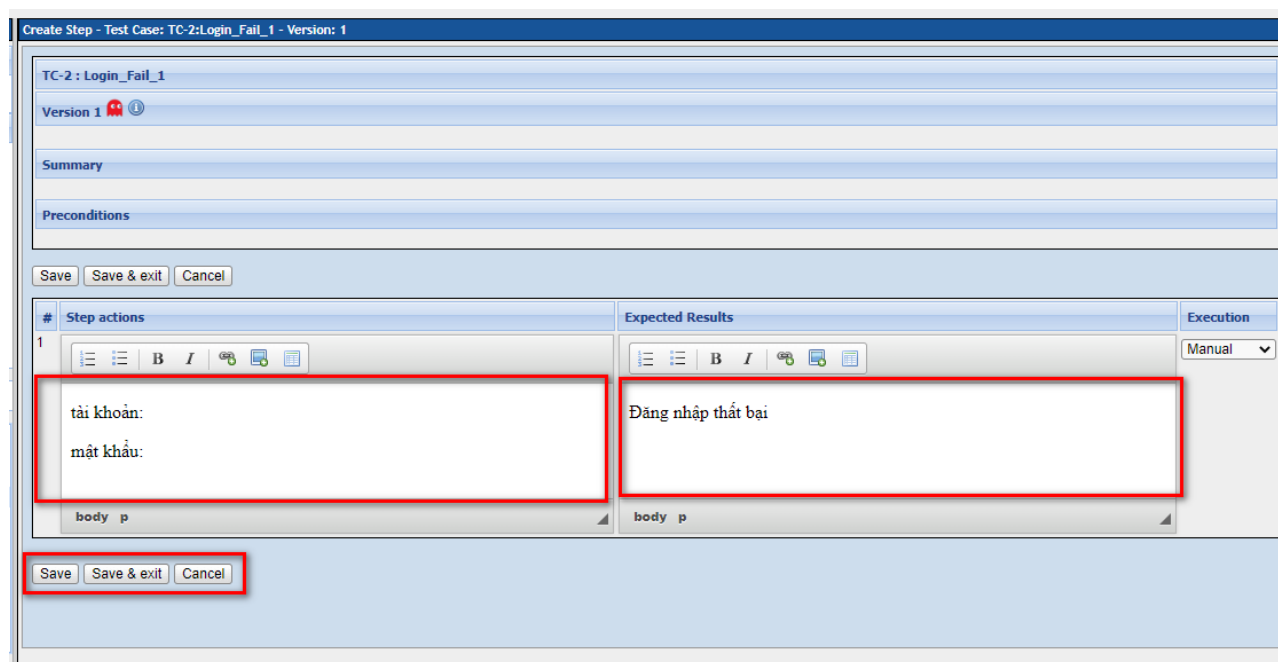 Create Step - Test Case: TC-2:Login_Fail_1 - Version: 1
TC-2 : Login_Fail_1
Version 1
Summary
Preconditions
Save Save & exit Cancel
# Step actions Expected Results Execution
1 B I B I Manual
tài khoản: Đăng nhập thất bại
mật khẩu:
body p body p
Save Save & exit Cancel